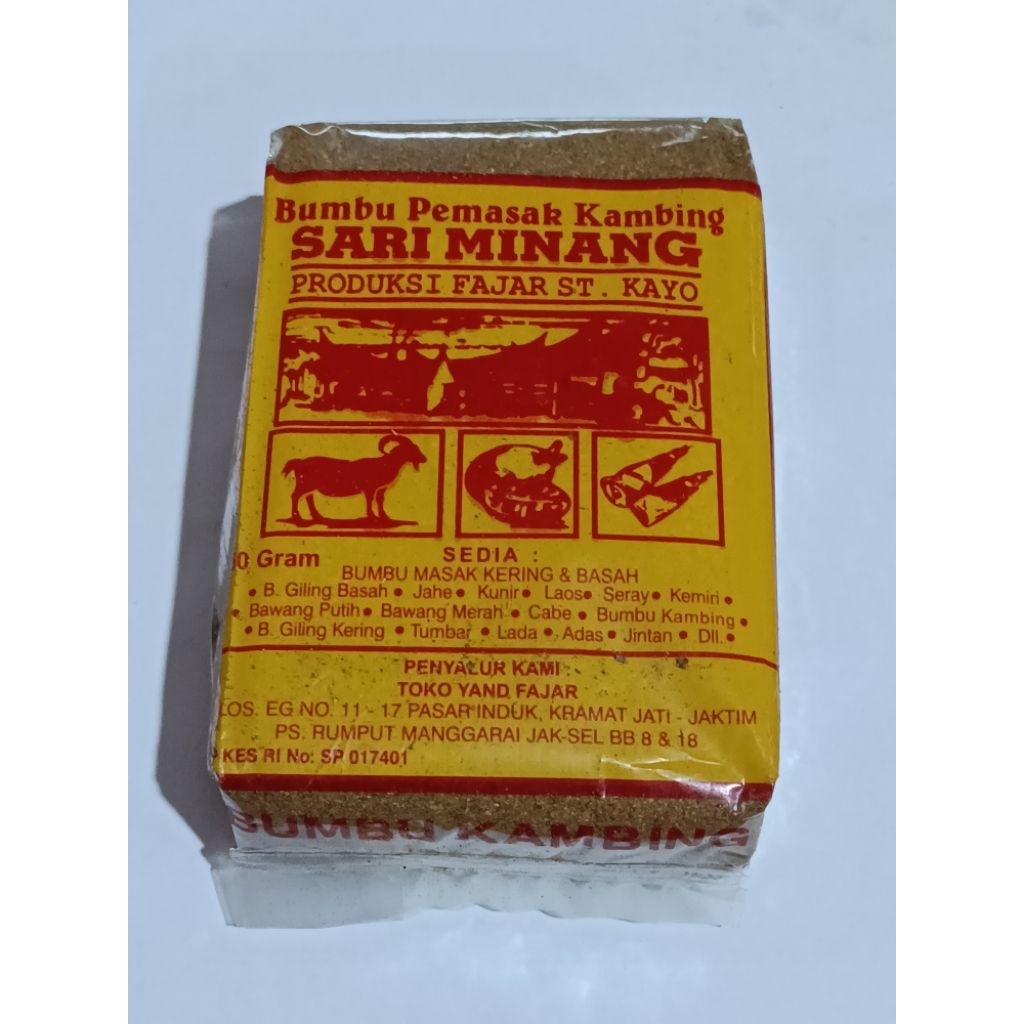 Bumbu Pemasak Kambing
SARI MINANG
PRODUKSI FAJAR ST. KAYO
Gram
SEDIA :
BUMBU MASAK KERING & BASAH
• B. Giling Basah • Jahe • Kunir • Laos • Seray • Kemiri •
• Bawang Putih • Bawang Merah • Cabe • Bumbu Kambing •
• B. Giling Kering • Tumbar • Lada • Adas • Jintan • Dll. •
PENYALUR KAMI :
TOKO YAND FAJAR
LOS. EG NO. 11 - 17 PASAR INDUK, KRAMAT JATI - JAKTIM
PS. RUMPUT MANGGARAI JAK-SEL BB 8 & 18
KES RI No: SP 017401
BUMBU KAMBING